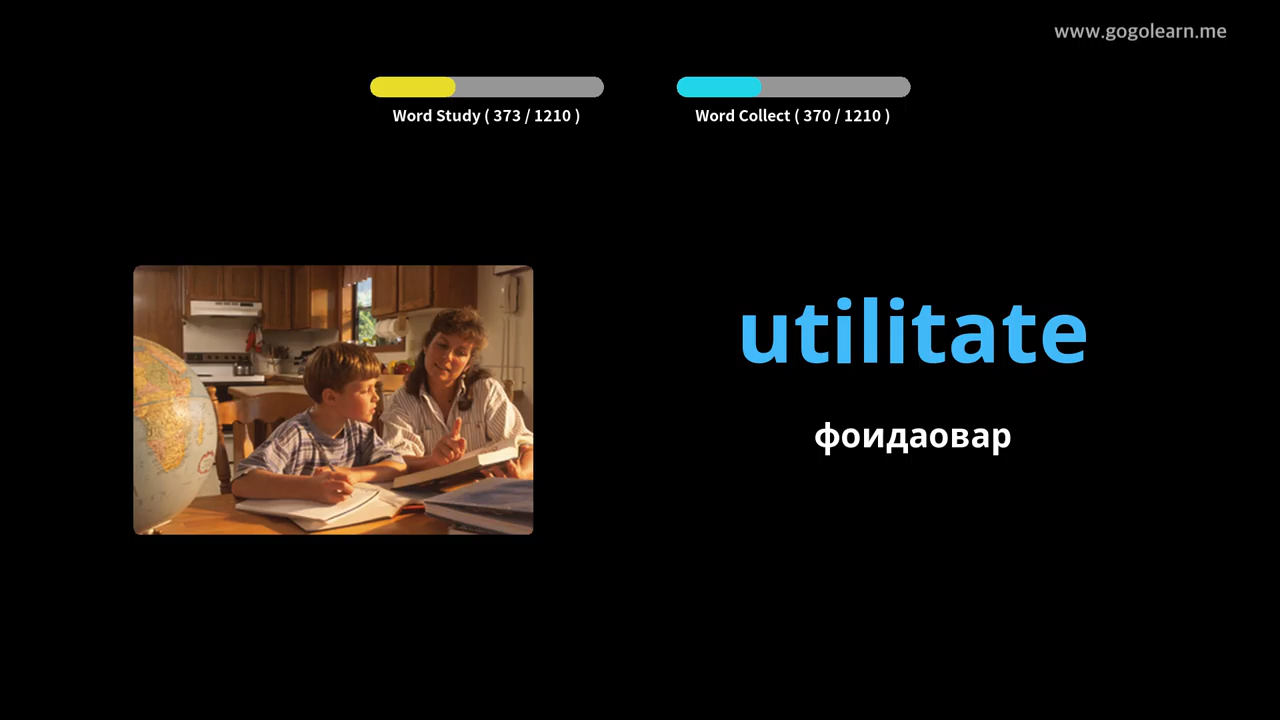 www.gogolearn.me
Word Study ( 373 / 1210 )
Word Collect ( 370 / 1210 )
utilitate
фоидаовар